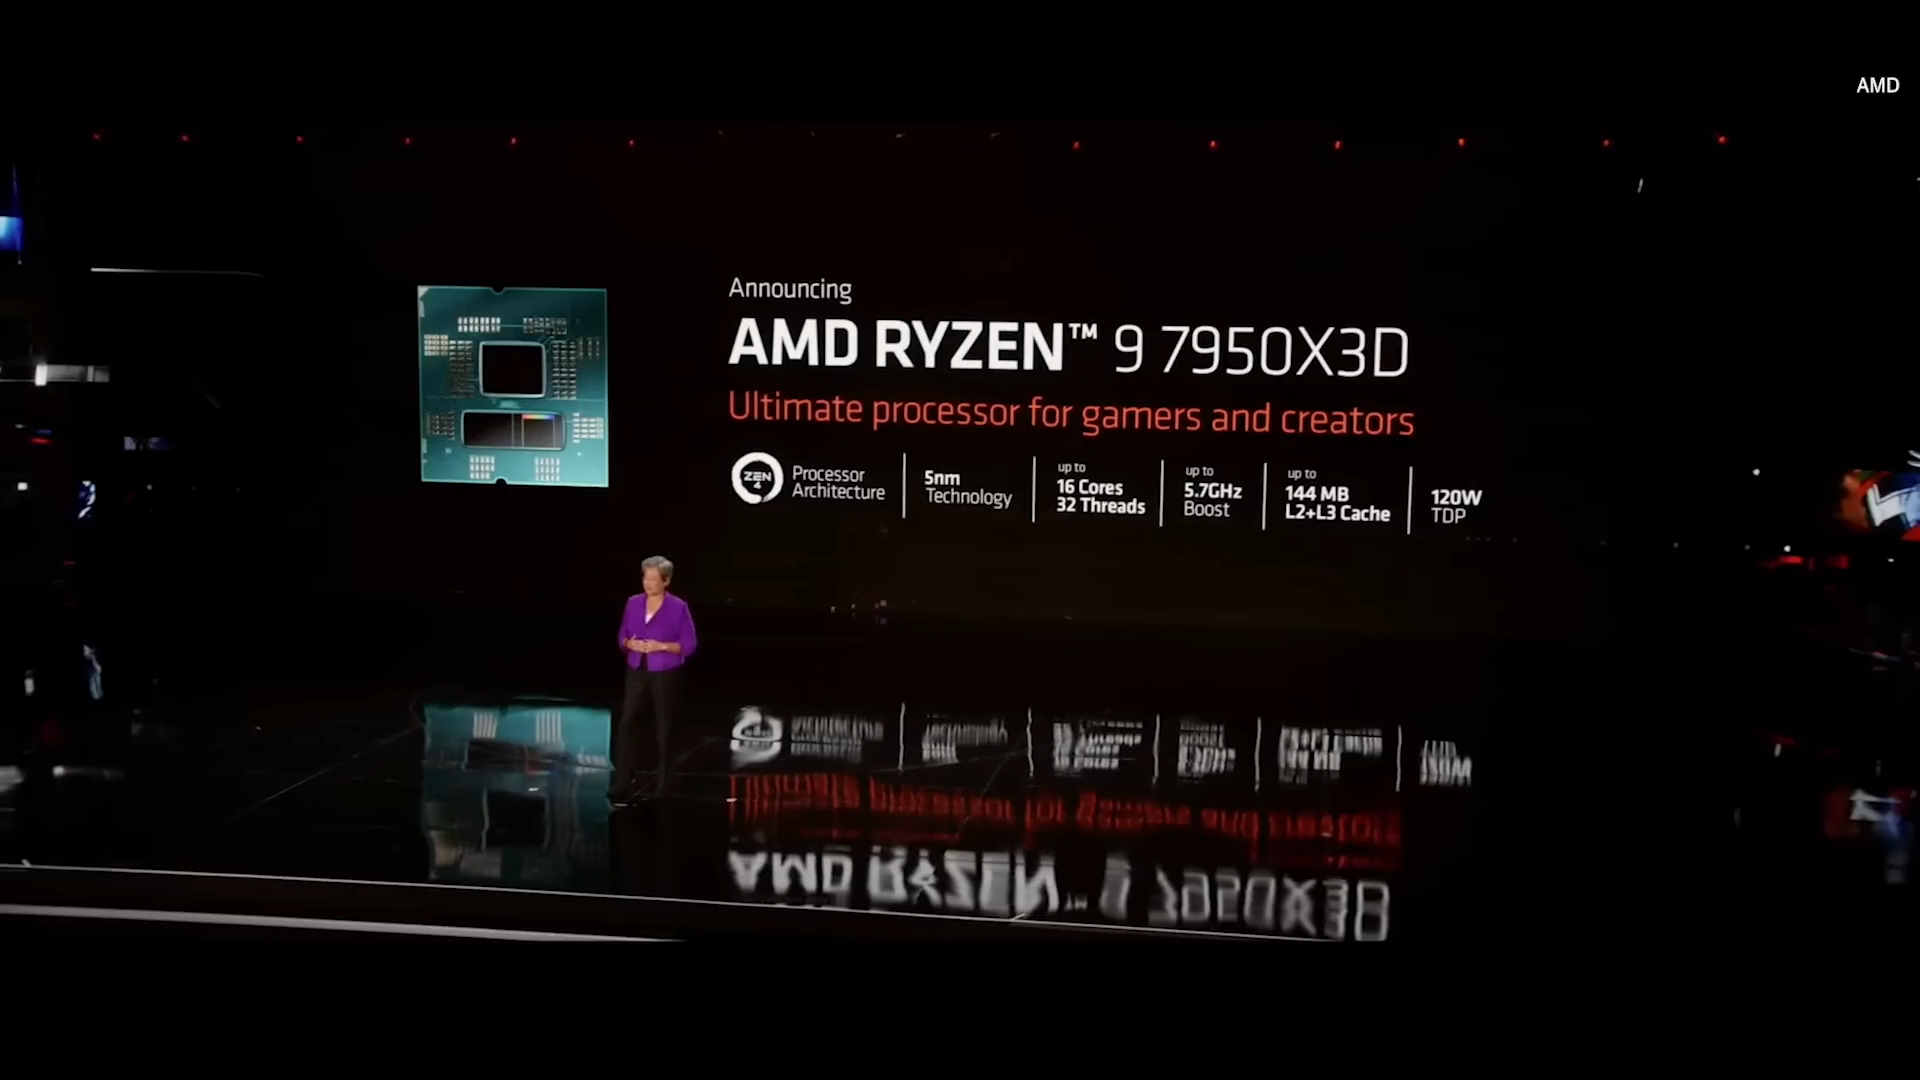 AMD
Announcing
AMD RYZEN™ 9 7950X3D
Ultimate processor for gamers and creators
ZEN
4
Processor
Architecture
5nm
Technology
up to
16 Cores
32 Threads
up to
5.7GHz
Boost
up to
144 MB
L2+L3 Cache
120W
TDP